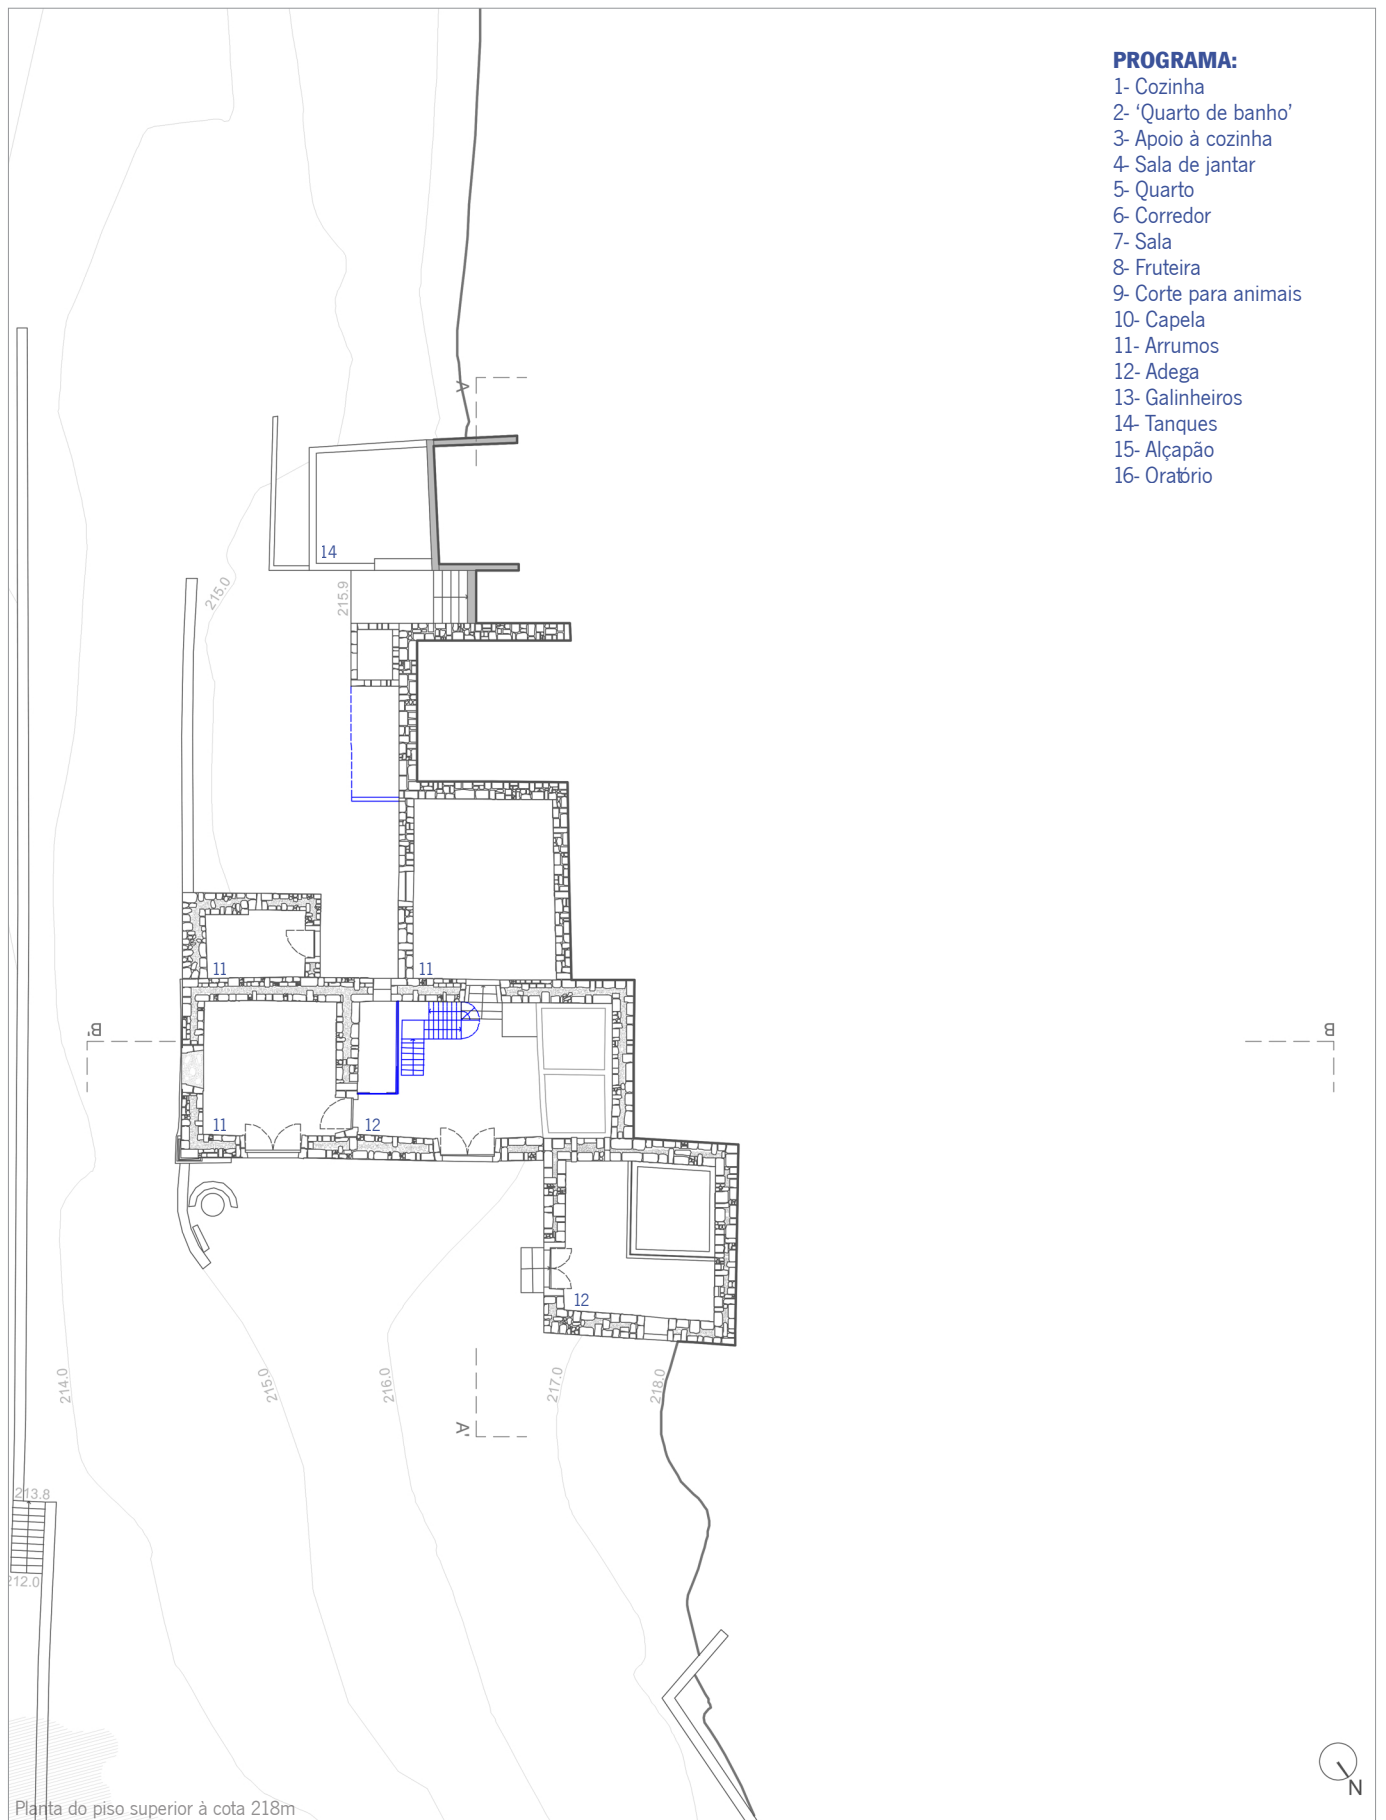 PROGRAMA:
1- Cozinha
2- ‘Quarto de banho’
3- Apoio à cozinha
4- Sala de jantar
5- Quarto
6- Corredor
7- Sala
8- Fruteira
9- Corte para animais
10- Capela
11- Arrumos
12- Adega
13- Galinheiros
14- Tanques
15- Alçapão
16- Oratório
A
14
215.0
215.9
11
11
B'
B
11
12
12
214.0
215.0
216.0
217.0
218.0
A'
213.8
212.0
N
Planta do piso superior à cota 218m